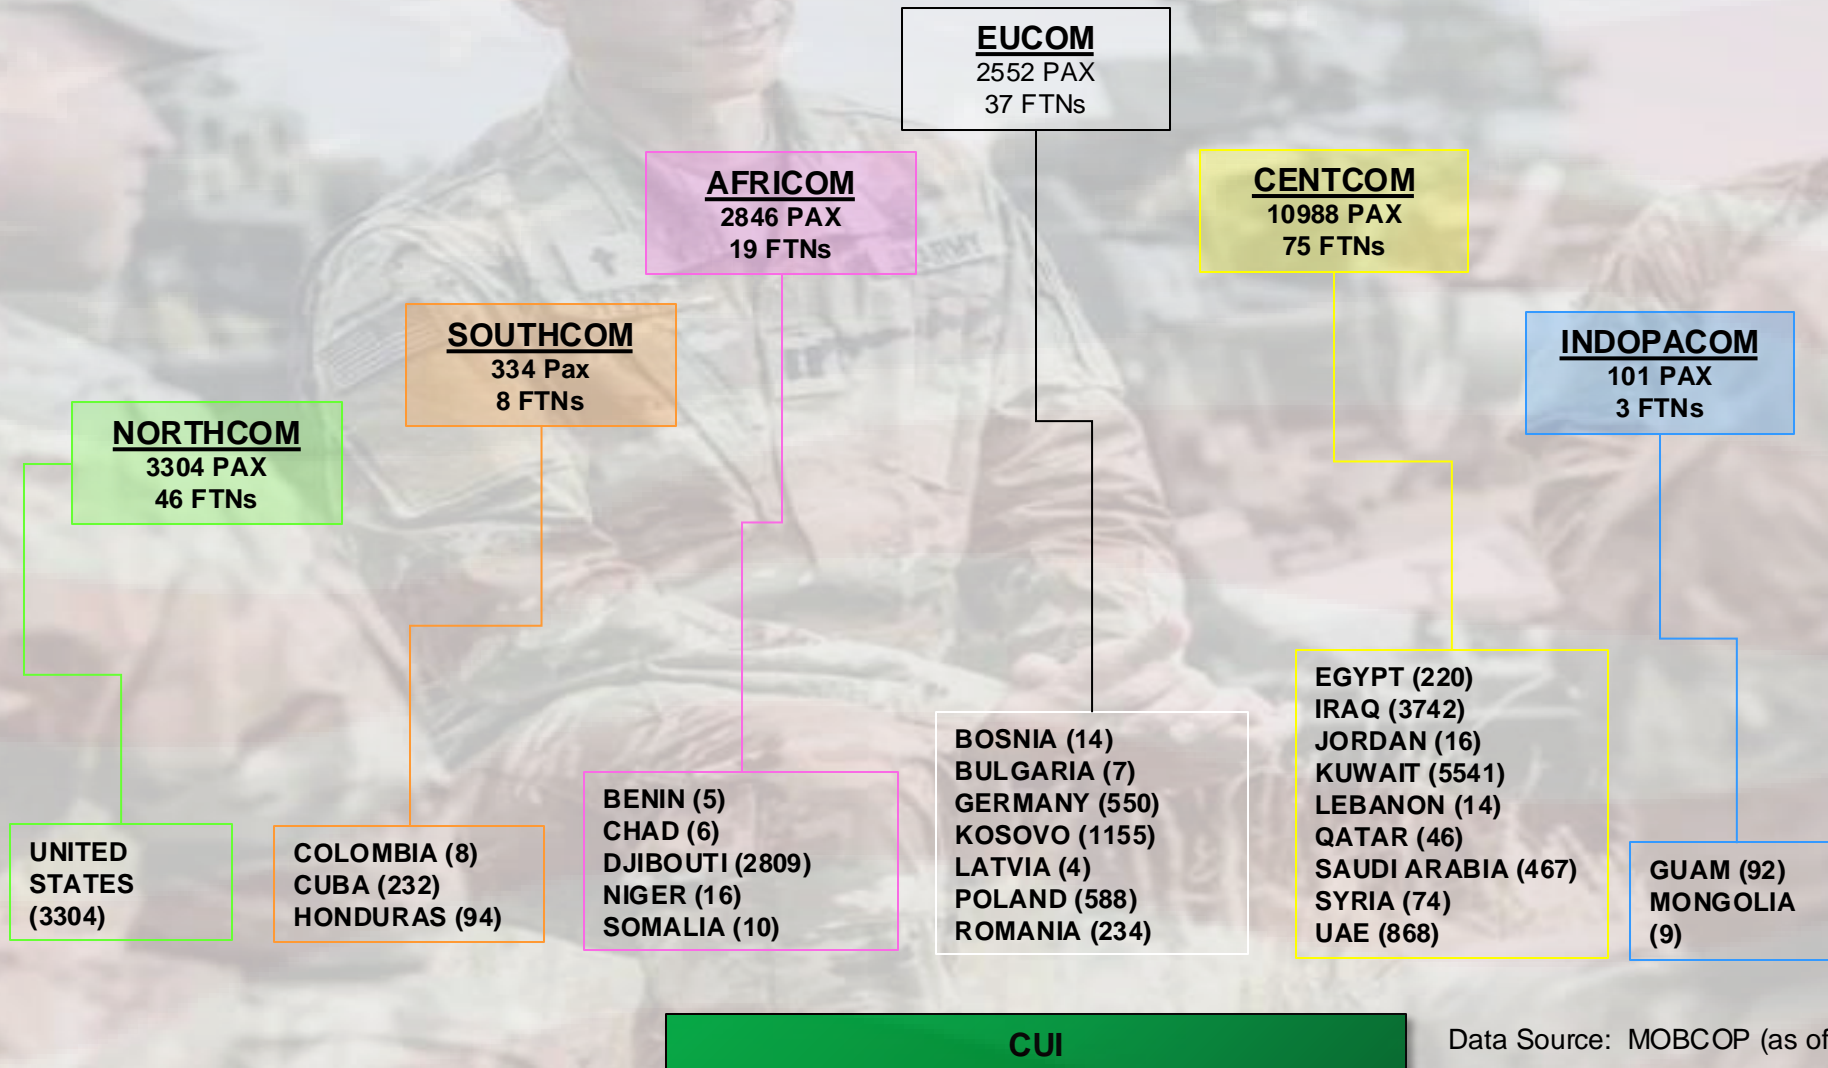 EUCOM
2552 PAX
37 FTNs
AFRICOM
2846 PAX
19 FTNs
CENTCOM
10988 PAX
75 FTNs
SOUTHCOM
334 Pax
8 FTNs
INDOPACOM
101 PAX
3 FTNs
NORTHCOM
3304 PAX
46 FTNs
UNITED
STATES
(3304)
COLOMBIA (8)
CUBA (232)
HONDURAS (94)
BENIN (5)
CHAD (6)
DJIBOUTI (2809)
NIGER (16)
SOMALIA (10)
BOSNIA (14)
BULGARIA (7)
GERMANY (550)
KOSOVO (1155)
LATVIA (4)
POLAND (588)
ROMANIA (234)
EGYPT (220)
IRAQ (3742)
JORDAN (16)
KUWAIT (5541)
LEBANON (14)
QATAR (46)
SAUDI ARABIA (467)
SYRIA (74)
UAE (868)
GUAM (92)
MONGOLIA
(9)
CUI
Data Source: MOBCOP (as of